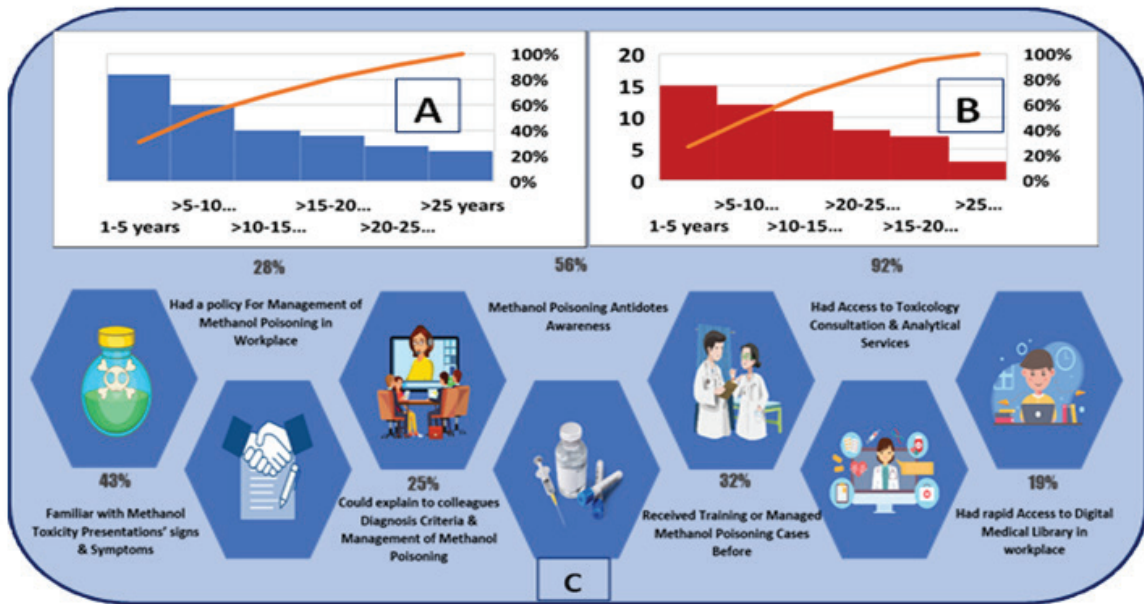 100%
80%
60%
40%
20%
0%
A
>5-10...
>15-20...
>25 years
1-5 years
>10-15...
>20-25...
20
15
10
5
0
100%
80%
60%
40%
20%
0%
B
>5-10...
>20-25...
>25...
1-5 years
>10-15...
>15-20...
28%
Had a policy For Management of
Methanol Poisoning in
Workplace
56%
Methanol Poisoning Antidotes
Awareness
92%
Had Access to Toxicology
Consultation & Analytical
Services
43%
Familiar with Methanol
Toxicity Presentations' signs
& Symptoms
25%
Could explain to colleagues
Diagnosis Criteria &
Management of Methanol
Poisoning
32%
Received Training or Managed
Methanol Poisoning Cases
Before
19%
Had rapid Access to Digital
Medical Library in
workplace
C